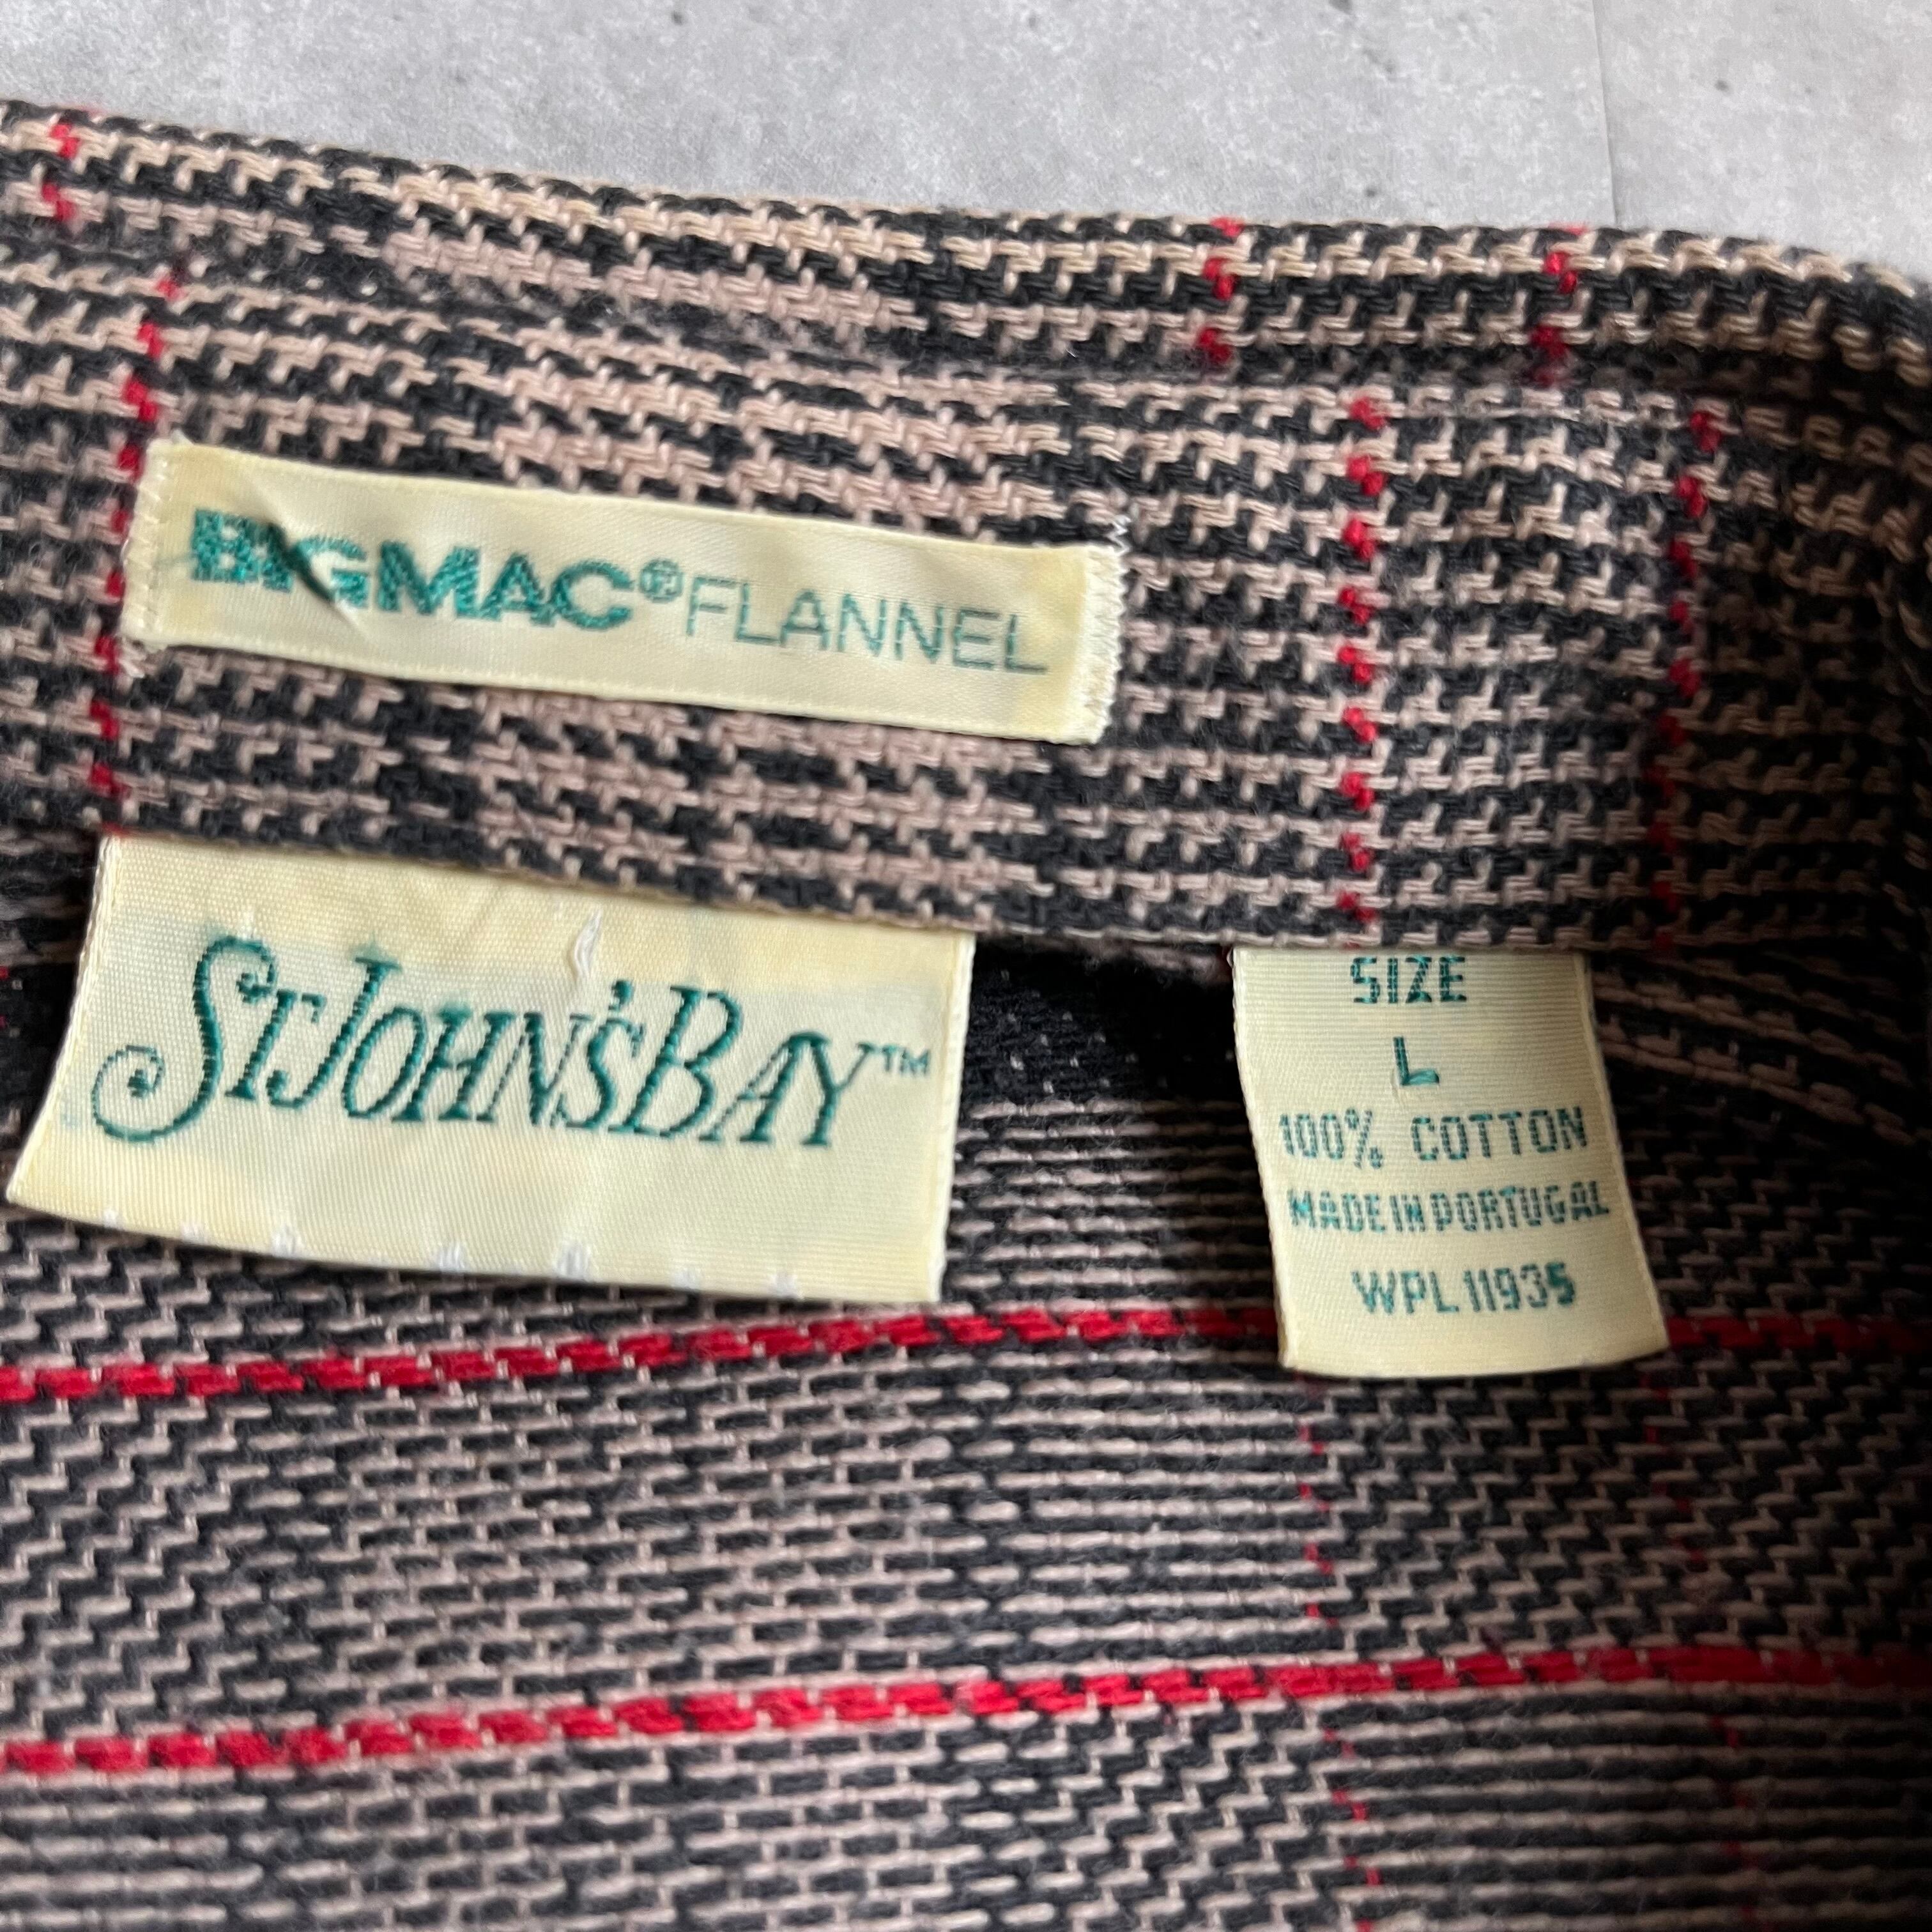 BIGMAC® FLANNEL
ST JOHN'S BAY™
SIZE
L
100% COTTON
MADE IN PORTUGAL
WPL 11935